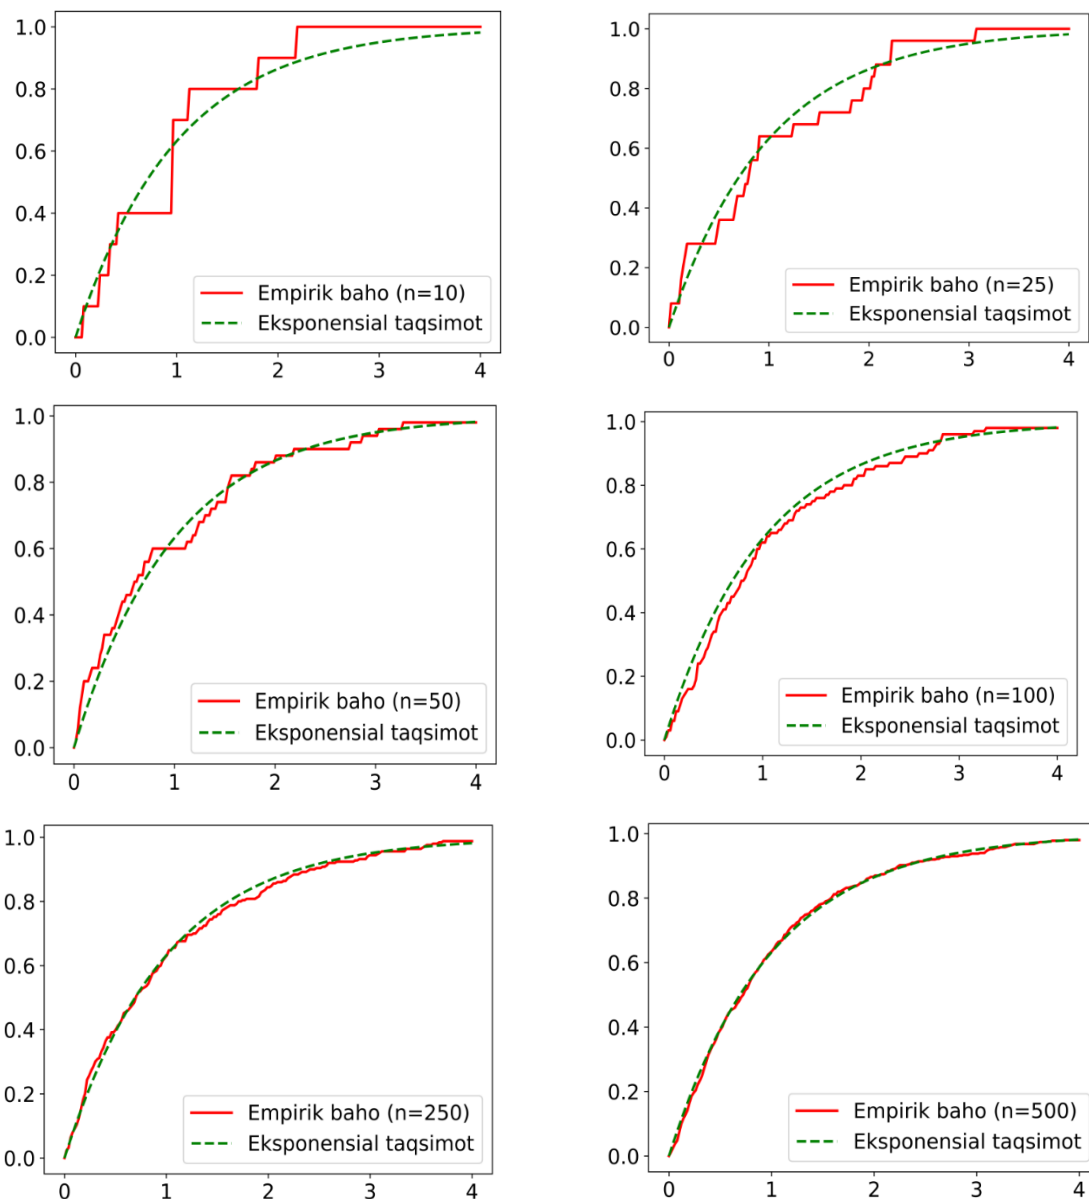 1.0
0.8
0.6
0.4
0.2
0.0
Empirik baho (n=10)
Eksponensial taqsimot
0 1 2 3 4
1.0
0.8
0.6
0.4
0.2
0.0
Empirik baho (n=25)
Eksponensial taqsimot
0 1 2 3 4
1.0
0.8
0.6
0.4
0.2
0.0
Empirik baho (n=50)
Eksponensial taqsimot
0 1 2 3 4
1.0
0.8
0.6
0.4
0.2
0.0
Empirik baho (n=100)
Eksponensial taqsimot
0 1 2 3 4
1.0
0.8
0.6
0.4
0.2
0.0
Empirik baho (n=250)
Eksponensial taqsimot
0 1 2 3 4
1.0
0.8
0.6
0.4
0.2
0.0
Empirik baho (n=500)
Eksponensial taqsimot
0 1 2 3 4